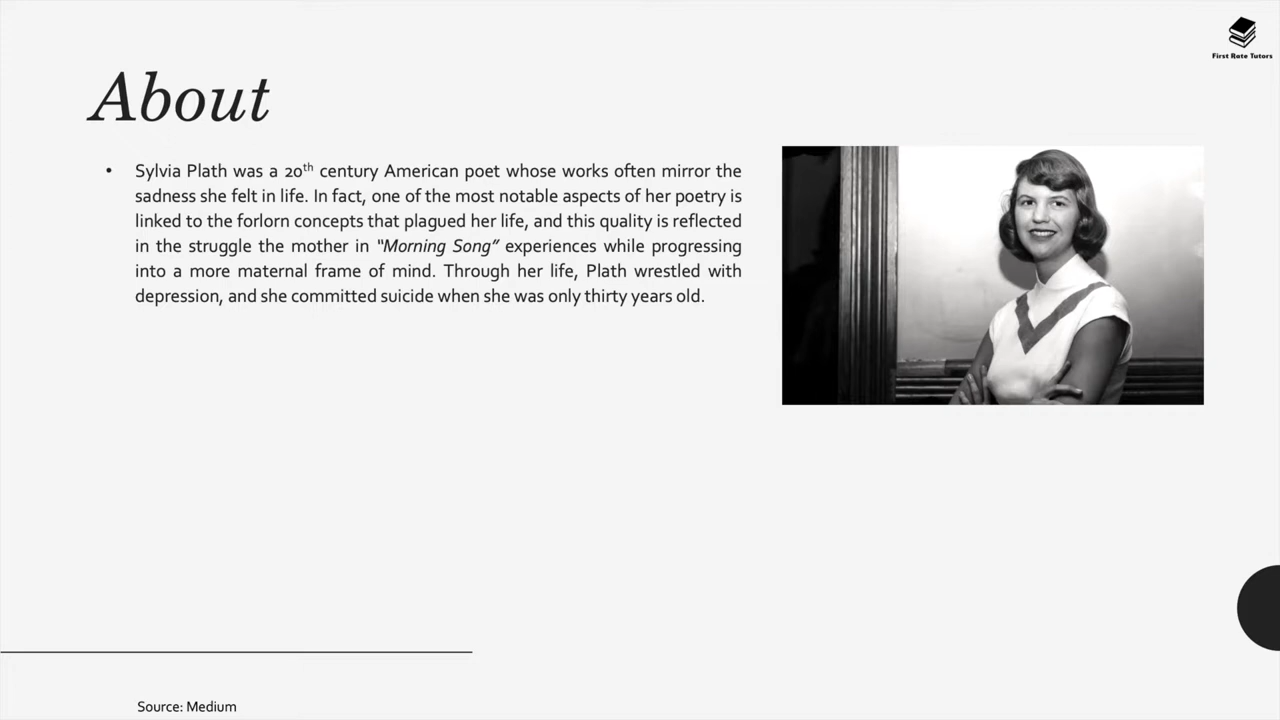 First Rate Tutors
About
• Sylvia Plath was a 20th century American poet whose works often mirror the
sadness she felt in life. In fact, one of the most notable aspects of her poetry is
linked to the forlorn concepts that plagued her life, and this quality is reflected
in the struggle the mother in “Morning Song” experiences while progressing
into a more maternal frame of mind. Through her life, Plath wrestled with
depression, and she committed suicide when she was only thirty years old.
Source: Medium